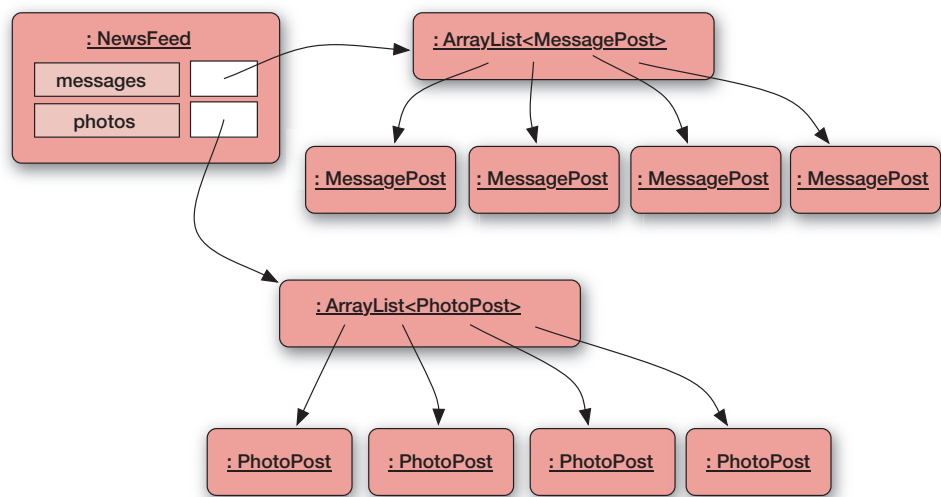 : NewsFeed
messages
photos
: ArrayList<MessagePost>
: MessagePost
: MessagePost
: MessagePost
: MessagePost
: ArrayList<PhotoPost>
: PhotoPost
: PhotoPost
: PhotoPost
: PhotoPost